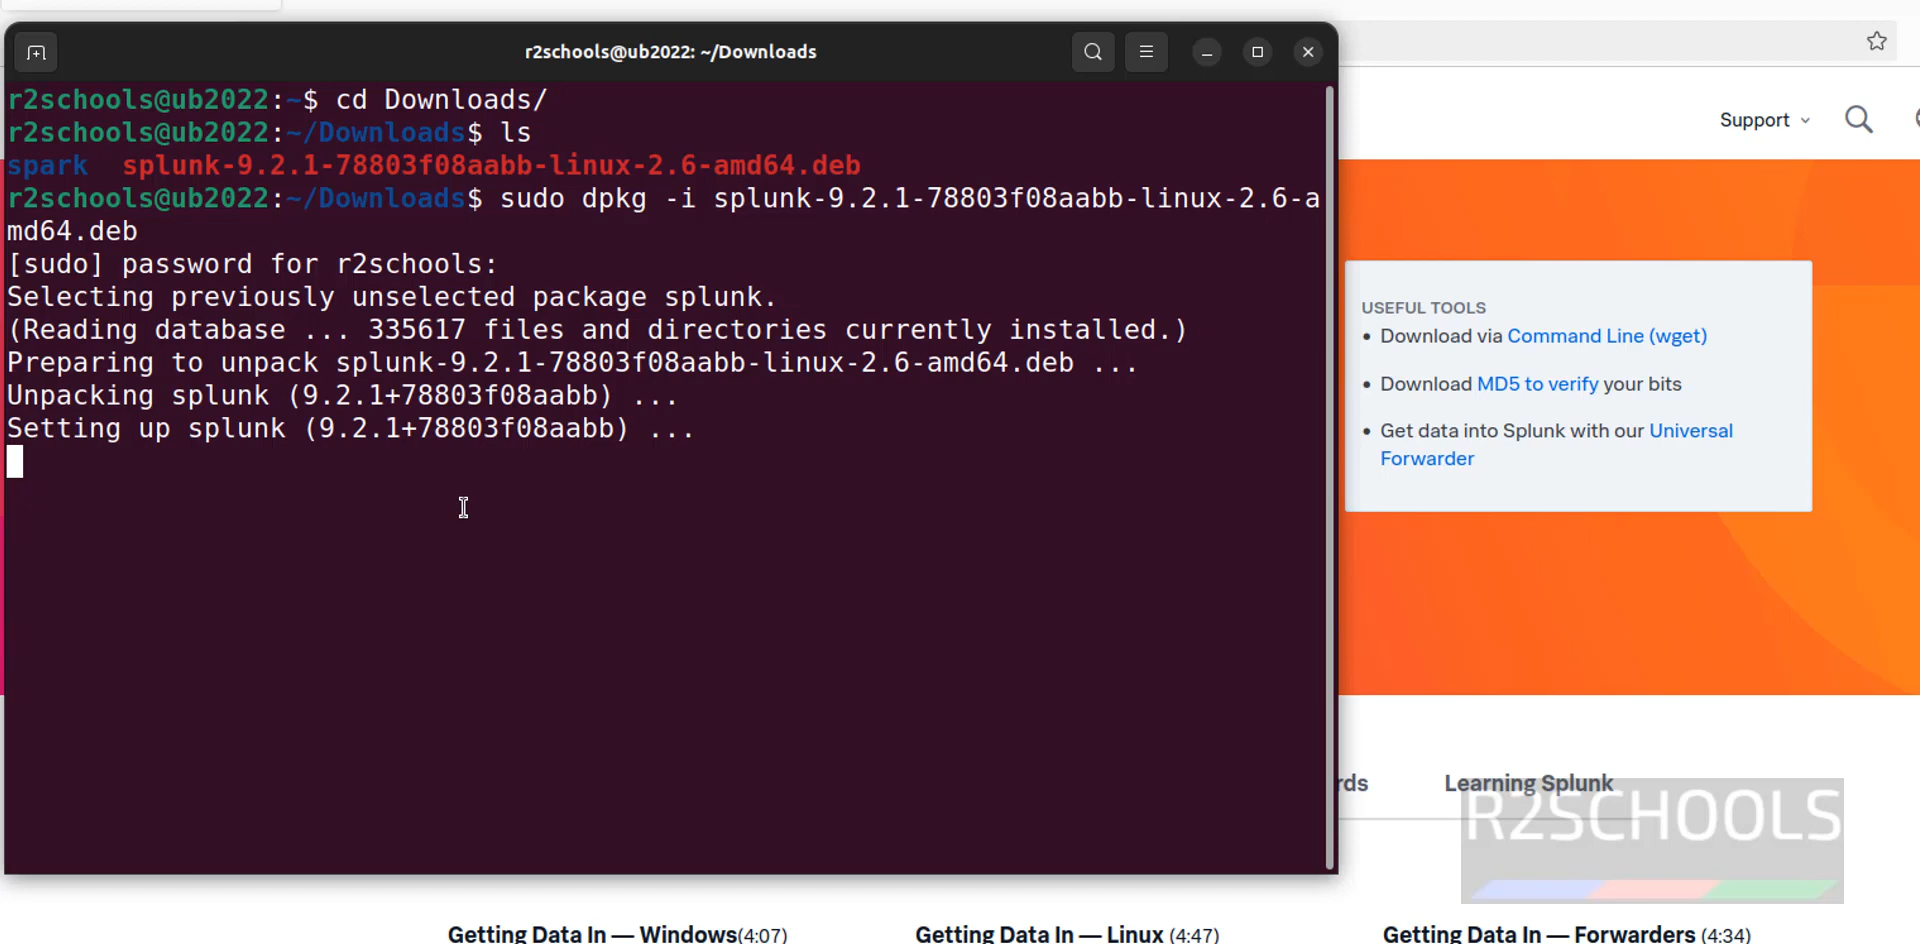 r2schools@ub2022: ~/Downloads
r2schools@ub2022:~$ cd Downloads/
r2schools@ub2022:~/Downloads$ ls
spark  splunk-9.2.1-78803f08aabb-linux-2.6-amd64.deb
r2schools@ub2022:~/Downloads$ sudo dpkg -i splunk-9.2.1-78803f08aabb-linux-2.6-a
md64.deb
[sudo] password for r2schools:
Selecting previously unselected package splunk.
(Reading database ... 335617 files and directories currently installed.)
Preparing to unpack splunk-9.2.1-78803f08aabb-linux-2.6-amd64.deb ...
Unpacking splunk (9.2.1+78803f08aabb) ...
Setting up splunk (9.2.1+78803f08aabb) ...
Support
USEFUL TOOLS
• Download via Command Line (wget)
• Download MD5 to verify your bits
• Get data into Splunk with our Universal
Forwarder
rds
Learning Splunk
R2SCHOOLS
Getting Data In — Windows(4:07)
Getting Data In — Linux (4:47)
Getting Data In — Forwarders (4:34)